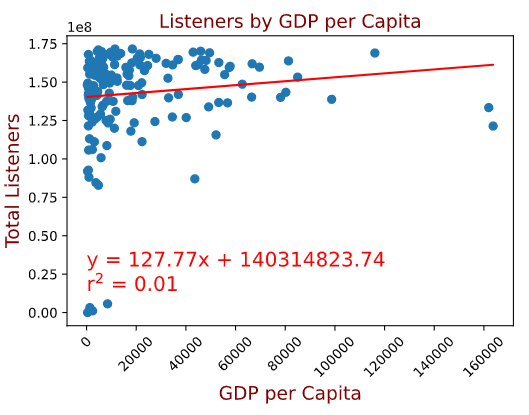 Listeners by GDP per Capita
1e8
1.75
1.50
1.25
1.00
0.75
0.50
0.25
0.00
Total Listeners
y = 127.77x + 140314823.74
r² = 0.01
0
20000
40000
60000
80000
100000
120000
140000
160000
GDP per Capita